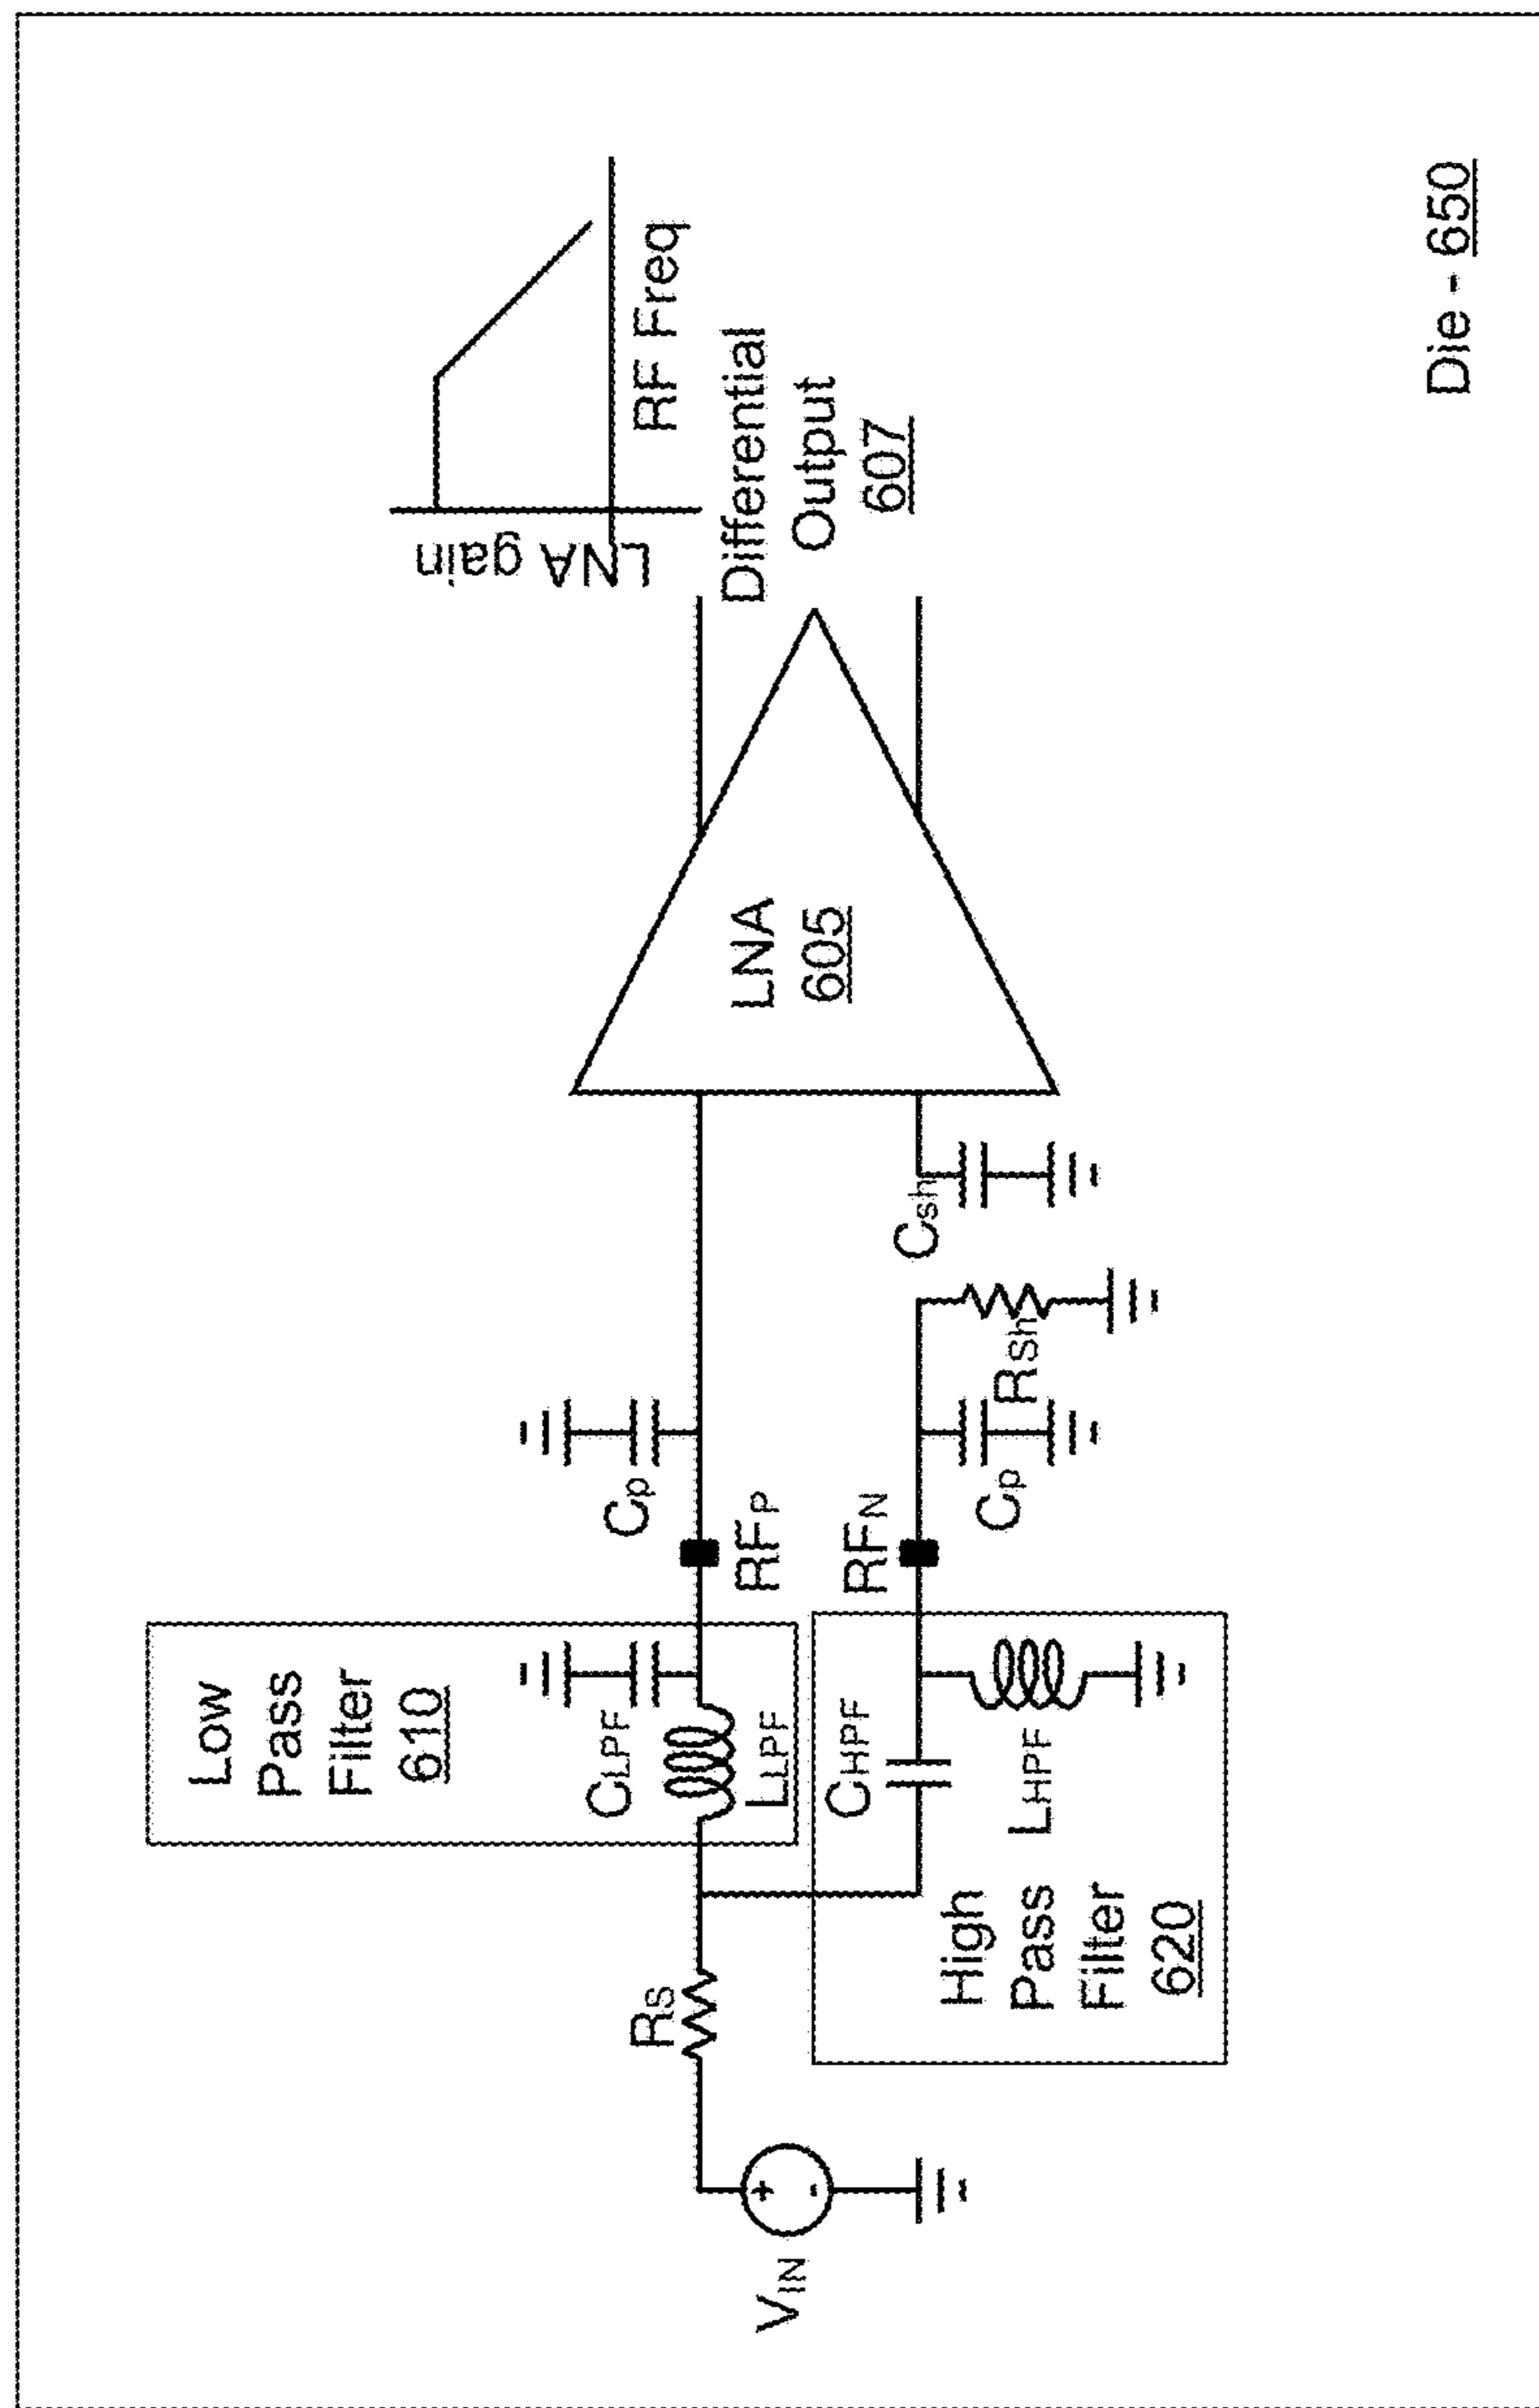 Low
Pass
Filter
610
CLPF
LLPF
Cp
RFP
RFN
Cp
RS
VIN
High
Pass
Filter
620
CHPF
LHPF
RSh
Csh
LNA
605
LNA gain
RF Freq
Differential
Output
607
Die - 650